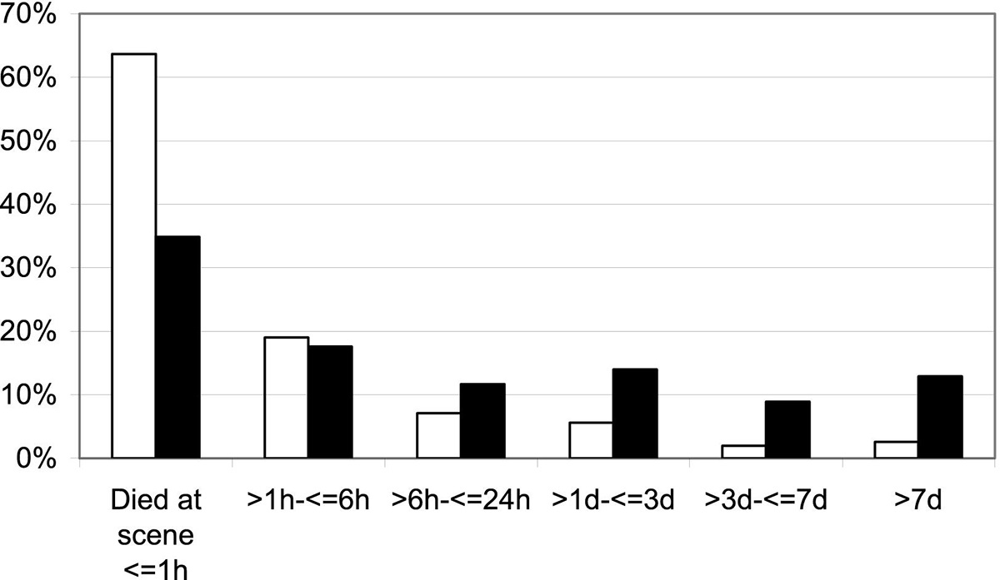 70%
60%
50%
40%
30%
20%
10%
0%
Died at scene <=1h
>1h-<=6h
>6h-<=24h
>1d-<=3d
>3d-<=7d
>7d